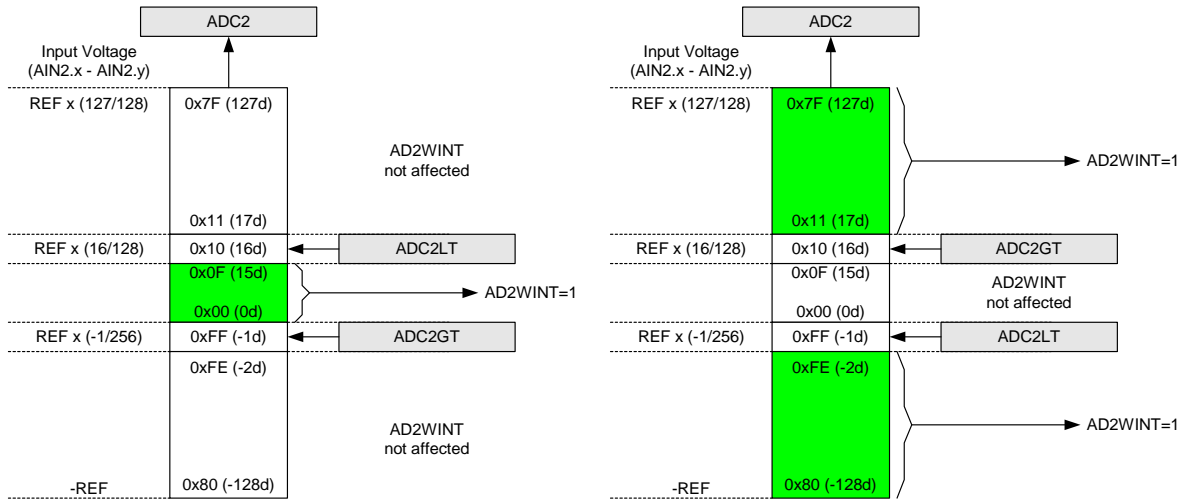 ADC2
Input Voltage
(AIN2.x - AIN2.y)
REF x (127/128)
0x7F (127d)
AD2WINT
not affected
0x11 (17d)
REF x (16/128)
0x10 (16d)
ADC2LT
0x0F (15d)
AD2WINT=1
0x00 (0d)
REF x (-1/256)
0xFF (-1d)
ADC2GT
0xFE (-2d)
AD2WINT
not affected
-REF
0x80 (-128d)
ADC2
Input Voltage
(AIN2.x - AIN2.y)
REF x (127/128)
0x7F (127d)
AD2WINT=1
0x11 (17d)
REF x (16/128)
0x10 (16d)
ADC2GT
0x0F (15d)
AD2WINT
not affected
0x00 (0d)
REF x (-1/256)
0xFF (-1d)
ADC2LT
0xFE (-2d)
AD2WINT=1
-REF
0x80 (-128d)